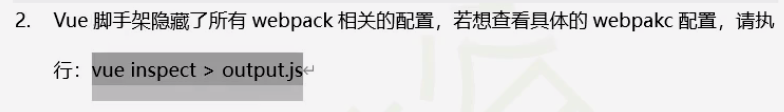 2. Vue 脚手架隐藏了所有 webpack 相关的配置，若想查看具体的 webpakc 配置，请执
行：vue inspect > output.js